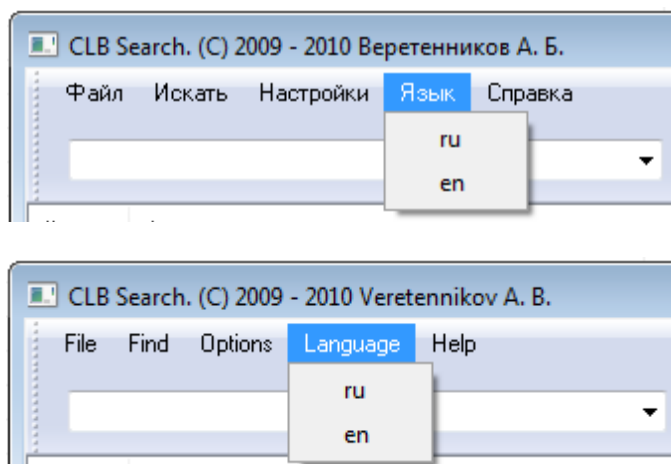 CLB Search. (C) 2009 - 2010 Веретенников А. Б.
Файл Искать Настройки Язык Справка
ru
en
CLB Search. (C) 2009 - 2010 Veretennikov A. B.
File Find Options Language Help
ru
en